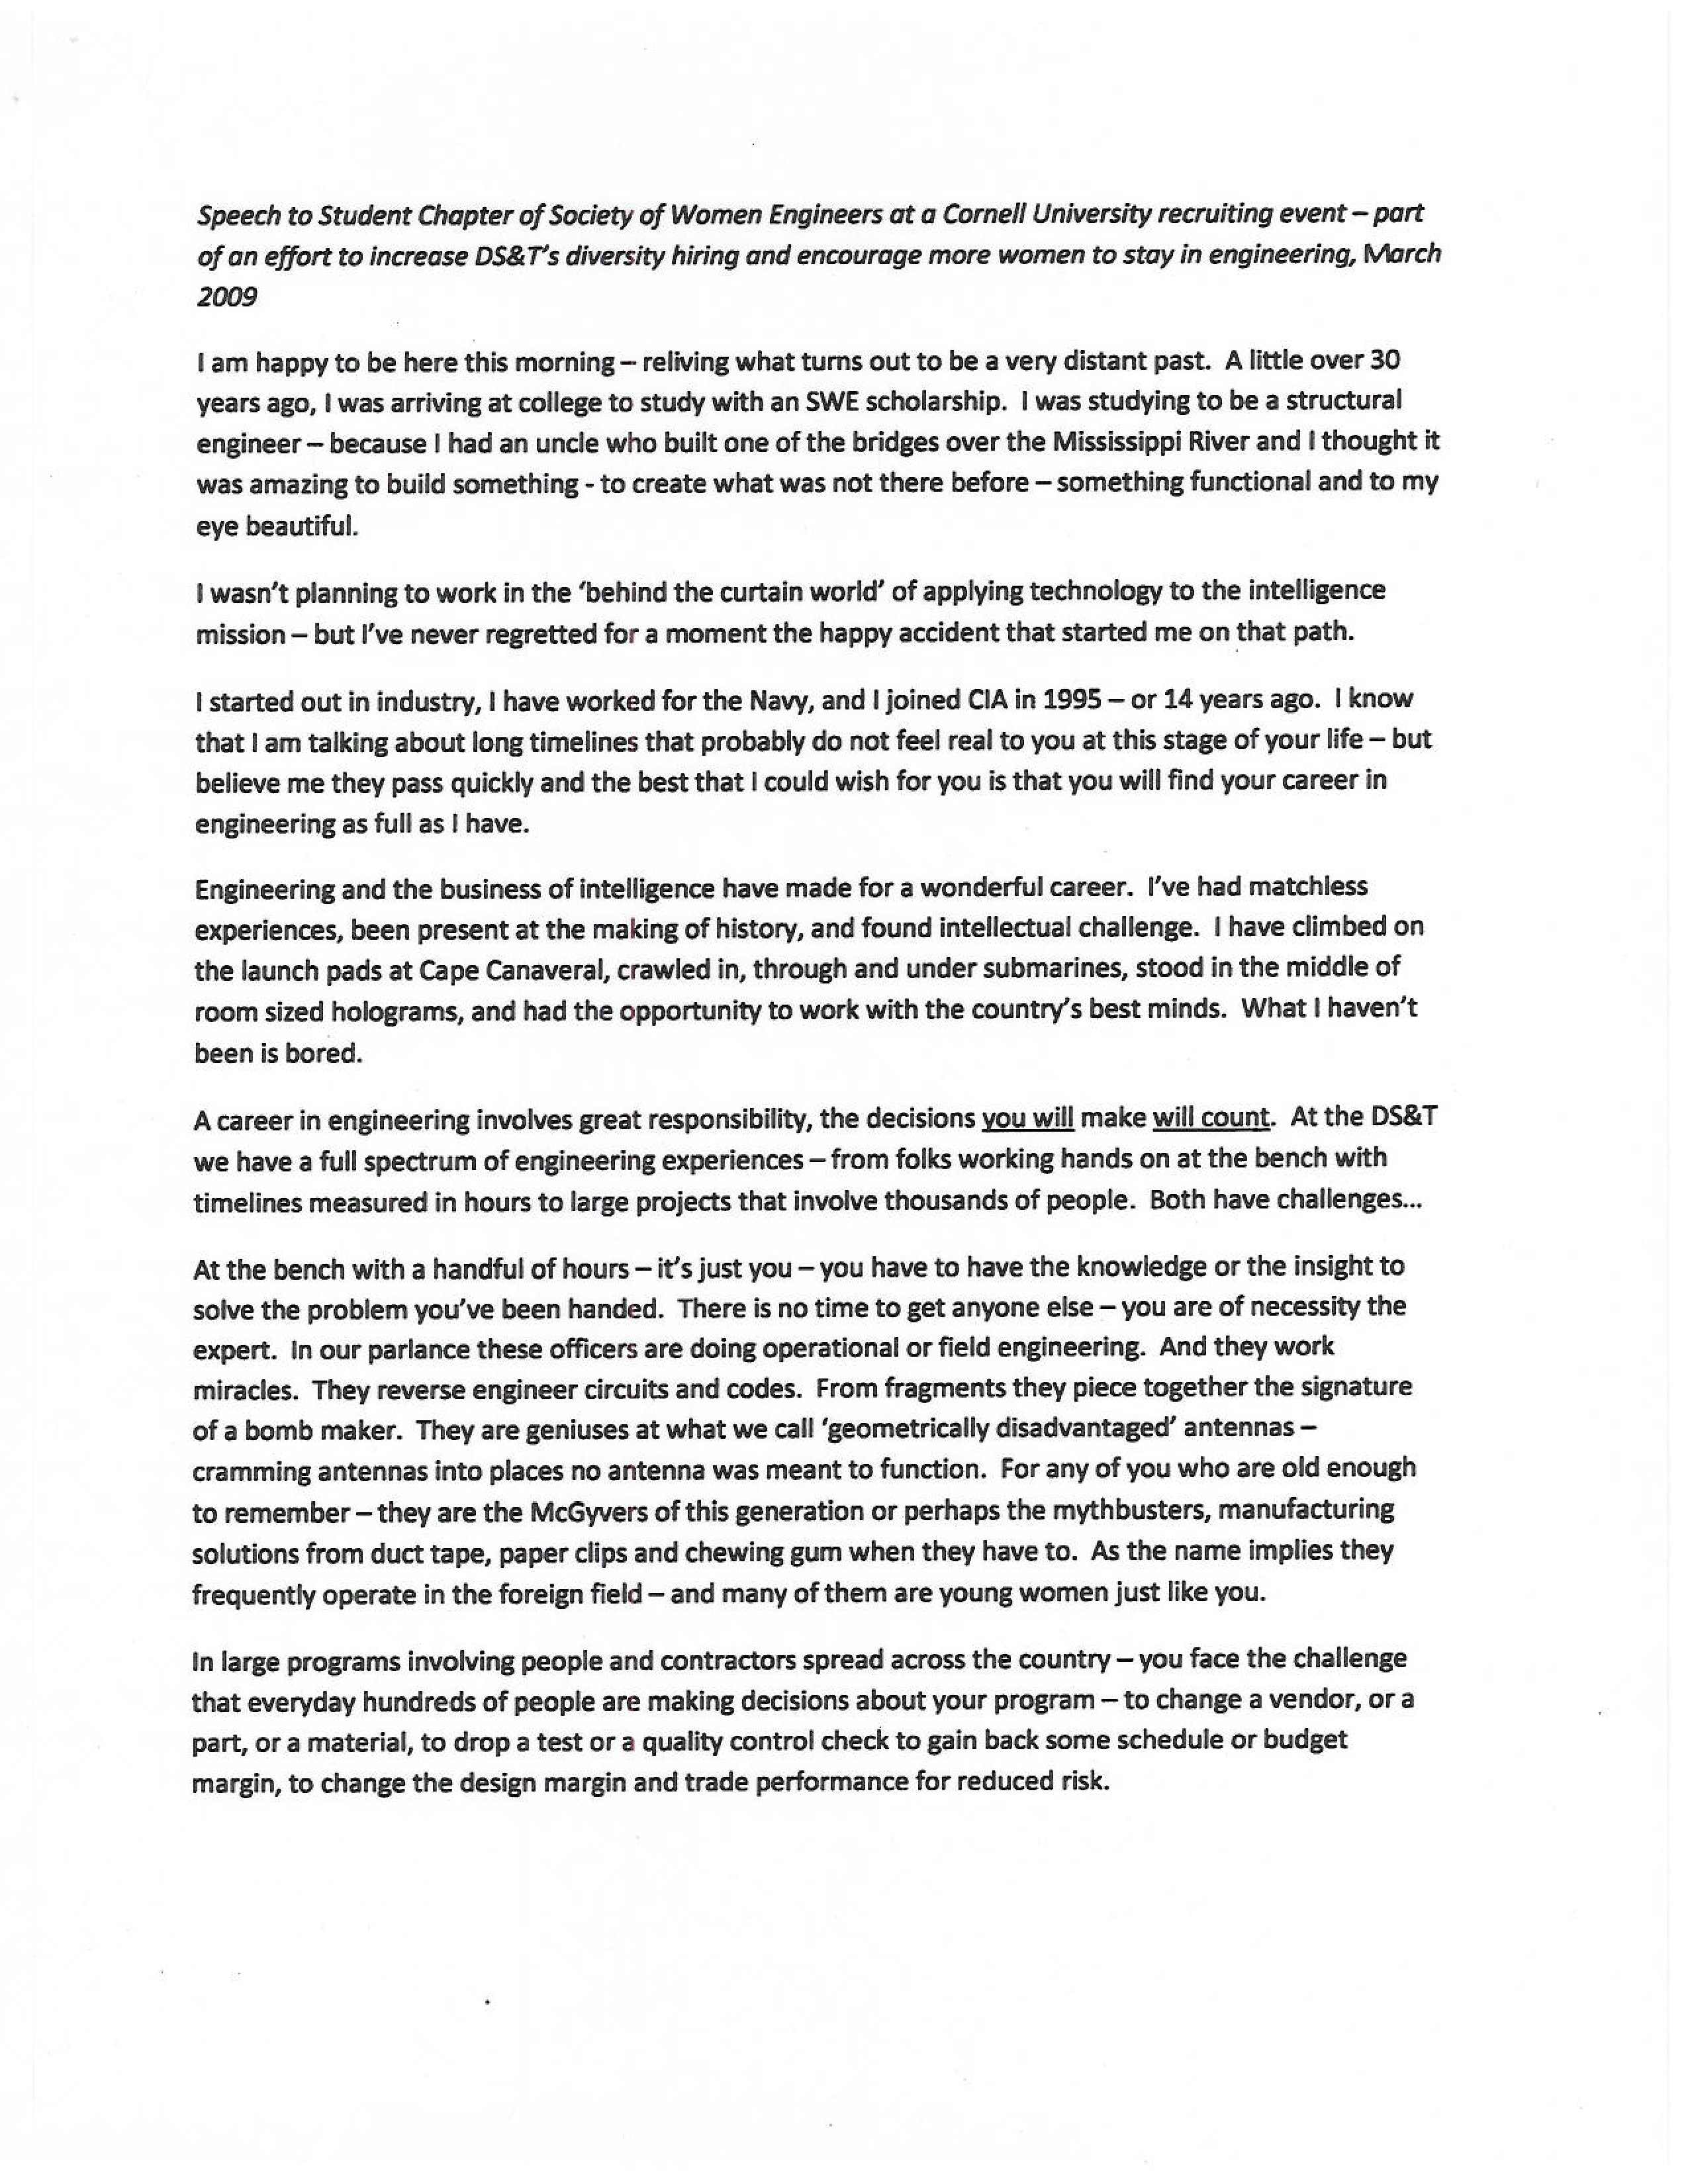 Speech to Student Chapter of Society of Women Engineers at a Cornell University recruiting event – part
of an effort to increase DS&T's diversity hiring and encourage more women to stay in engineering, March
2009
I am happy to be here this morning – reliving what turns out to be a very distant past.  A little over 30
years ago, I was arriving at college to study with an SWE scholarship.  I was studying to be a structural
engineer – because I had an uncle who built one of the bridges over the Mississippi River and I thought it
was amazing to build something - to create what was not there before – something functional and to my
eye beautiful.
I wasn't planning to work in the 'behind the curtain world' of applying technology to the intelligence
mission – but I've never regretted for a moment the happy accident that started me on that path.
I started out in industry, I have worked for the Navy, and I joined CIA in 1995 – or 14 years ago.  I know
that I am talking about long timelines that probably do not feel real to you at this stage of your life – but
believe me they pass quickly and the best that I could wish for you is that you will find your career in
engineering as full as I have.
Engineering and the business of intelligence have made for a wonderful career.  I've had matchless
experiences, been present at the making of history, and found intellectual challenge.  I have climbed on
the launch pads at Cape Canaveral, crawled in, through and under submarines, stood in the middle of
room sized holograms, and had the opportunity to work with the country's best minds.  What I haven't
been is bored.
A career in engineering involves great responsibility, the decisions you will make will count.  At the DS&T
we have a full spectrum of engineering experiences – from folks working hands on at the bench with
timelines measured in hours to large projects that involve thousands of people.  Both have challenges...
At the bench with a handful of hours – it's just you – you have to have the knowledge or the insight to
solve the problem you've been handed.  There is no time to get anyone else – you are of necessity the
expert.  In our parlance these officers are doing operational or field engineering.  And they work
miracles.  They reverse engineer circuits and codes.  From fragments they piece together the signature
of a bomb maker.  They are geniuses at what we call 'geometrically disadvantaged' antennas –
cramming antennas into places no antenna was meant to function.  For any of you who are old enough
to remember – they are the McGyvers of this generation or perhaps the mythbusters, manufacturing
solutions from duct tape, paper clips and chewing gum when they have to.  As the name implies they
frequently operate in the foreign field – and many of them are young women just like you.
In large programs involving people and contractors spread across the country – you face the challenge
that everyday hundreds of people are making decisions about your program – to change a vendor, or a
part, or a material, to drop a test or a quality control check to gain back some schedule or budget
margin, to change the design margin and trade performance for reduced risk.